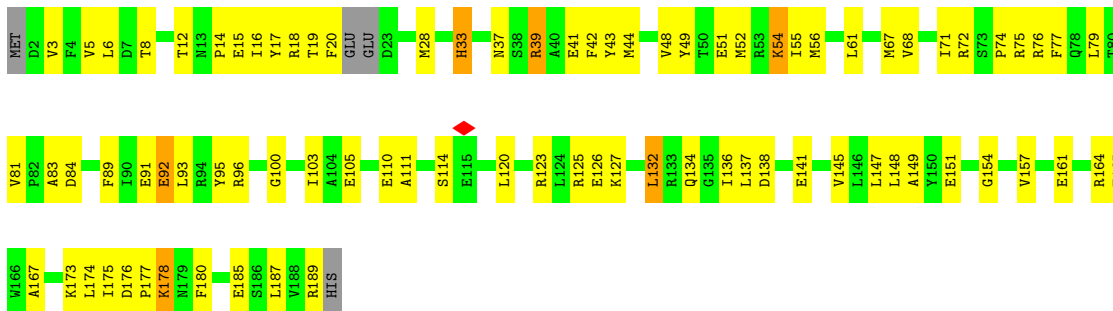 MET D2 V3 F4 V5 L6 D7 T8 T12 N13 P14 E15 I16 Y17 R18 T19 F20 GLU GLU D23 M28 H33 N37 S38 R39 A40 E41 F42 Y43 M44 V48 Y49 T50 E51 M52 R53 K54 I55 M56 L61 M67 V68 I71 R72 S73 P74 R75 R76 F77 Q78 L79 T80
V81 P82 A83 D84 F89 I90 E91 E92 L93 R94 Y95 R96 G100 I103 A104 E105 E110 A111 S114 E115 L120 R123 L124 R125 E126 K127 L132 R133 Q134 G135 I136 L137 D138 E141 V145 L146 L147 L148 A149 Y150 E151 G154 V157 E161 R164
W166 A167 K173 L174 I175 D176 P177 K178 N179 F180 E185 S186 L187 V188 R189 HIS